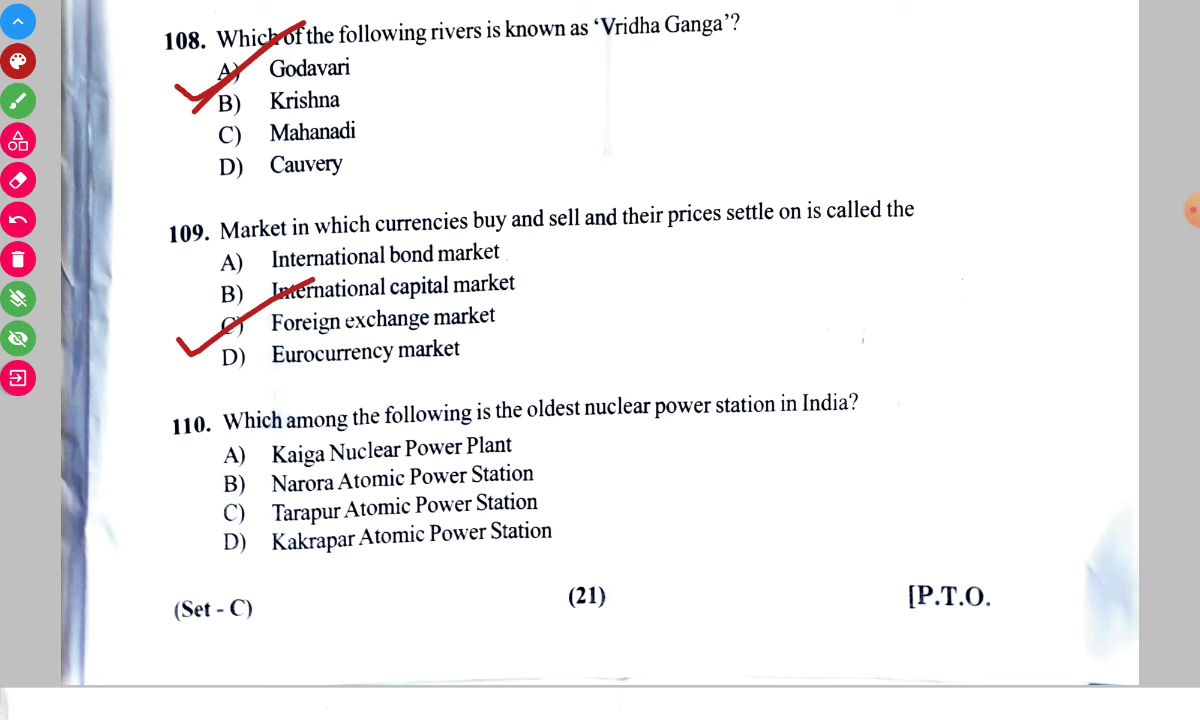 108. Which of the following rivers is known as ‘Vridha Ganga’?
A) Godavari
B) Krishna
C) Mahanadi
D) Cauvery
109. Market in which currencies buy and sell and their prices settle on is called the
A) International bond market
B) International capital market
C) Foreign exchange market
D) Eurocurrency market
110. Which among the following is the oldest nuclear power station in India?
A) Kaiga Nuclear Power Plant
B) Narora Atomic Power Station
C) Tarapur Atomic Power Station
D) Kakrapar Atomic Power Station
(Set - C) (21) [P.T.O.